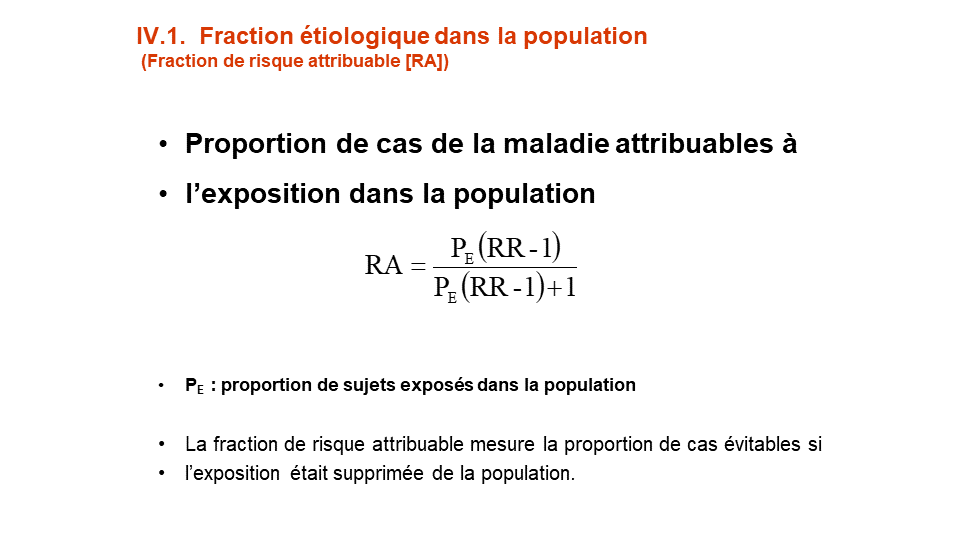 IV.1. Fraction étiologique dans la population
(Fraction de risque attribuable [RA])
• Proportion de cas de la maladie attribuables à
• l’exposition dans la population
RA = P_E (RR - 1) / P_E (RR - 1) + 1
• P_E : proportion de sujets exposés dans la population
• La fraction de risque attribuable mesure la proportion de cas évitables si
• l’exposition était supprimée de la population.